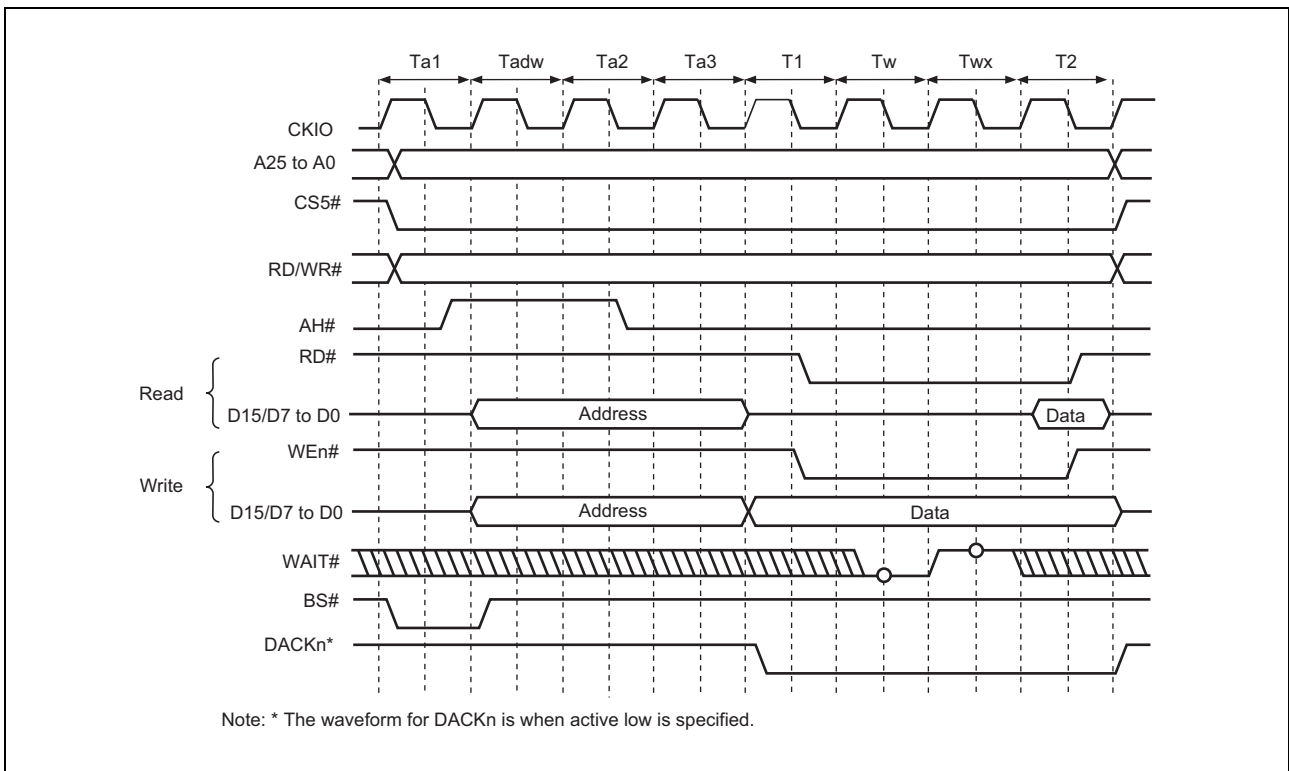 Ta1 Tadw Ta2 Ta3 T1 Tw Twx T2
CKIO
A25 to A0
CS5#
RD/WR#
AH#
RD#
Read
D15/D7 to D0 Address Data
WEn#
Write
D15/D7 to D0 Address Data
WAIT#
BS#
DACKn*
Note: * The waveform for DACKn is when active low is specified.